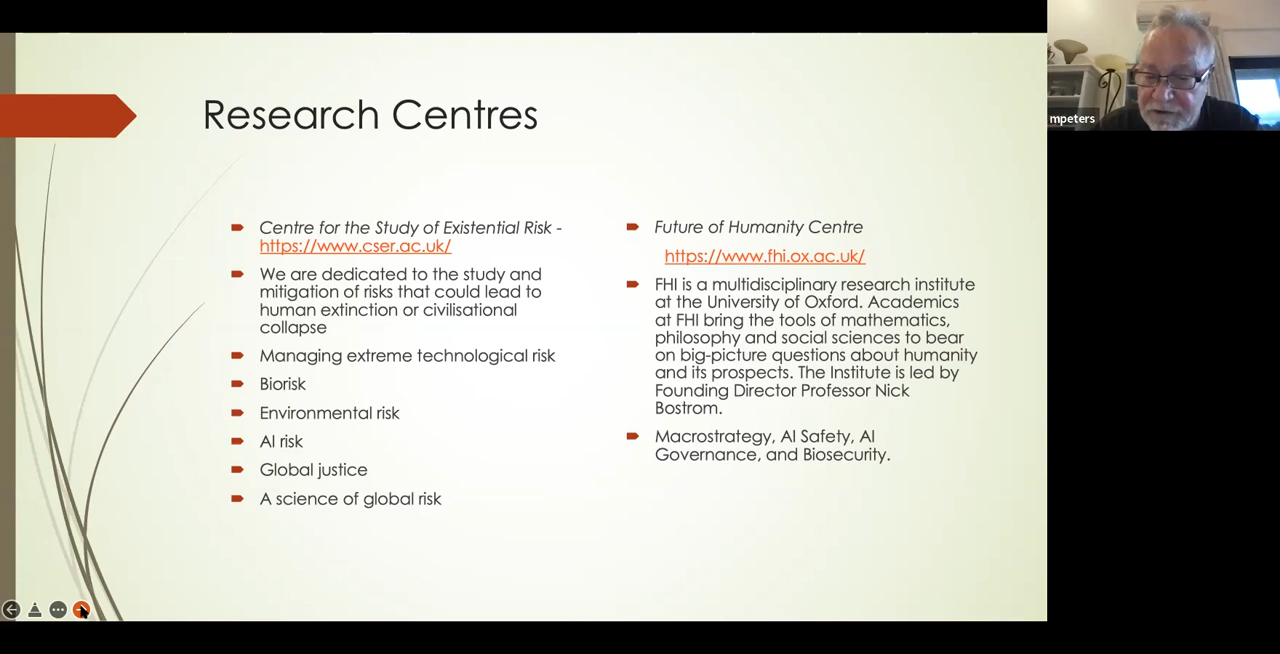 Research Centres
Centre for the Study of Existential Risk -
https://www.cser.ac.uk/
We are dedicated to the study and
mitigation of risks that could lead to
human extinction or civilisational
collapse
Managing extreme technological risk
Biorisk
Environmental risk
AI risk
Global justice
A science of global risk
Future of Humanity Centre
https://www.fhi.ox.ac.uk/
FHI is a multidisciplinary research institute
at the University of Oxford. Academics
at FHI bring the tools of mathematics,
philosophy and social sciences to bear
on big-picture questions about humanity
and its prospects. The Institute is led by
Founding Director Professor Nick
Bostrom.
Macrostrategy, AI Safety, AI
Governance, and Biosecurity.
mpeters